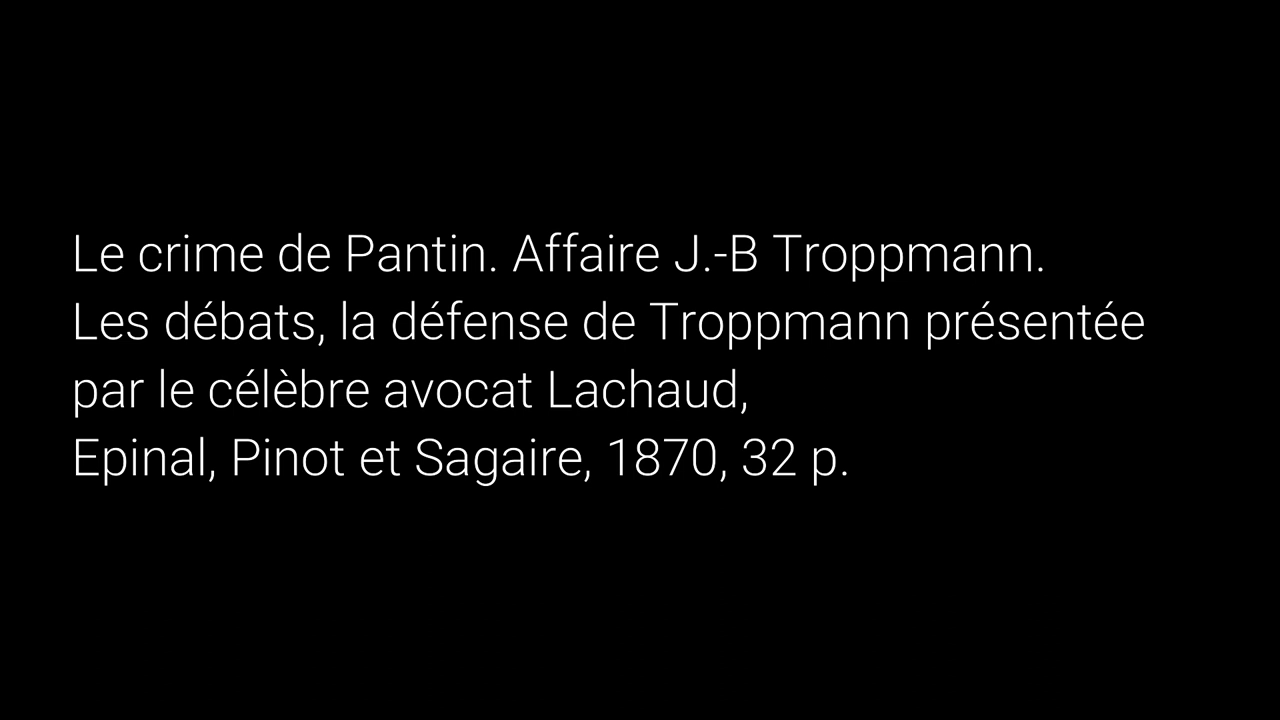 Le crime de Pantin. Affaire J.-B Troppmann.
Les débats, la défense de Troppmann présentée
par le célèbre avocat Lachaud,
Epinal, Pinot et Sagaire, 1870, 32 p.